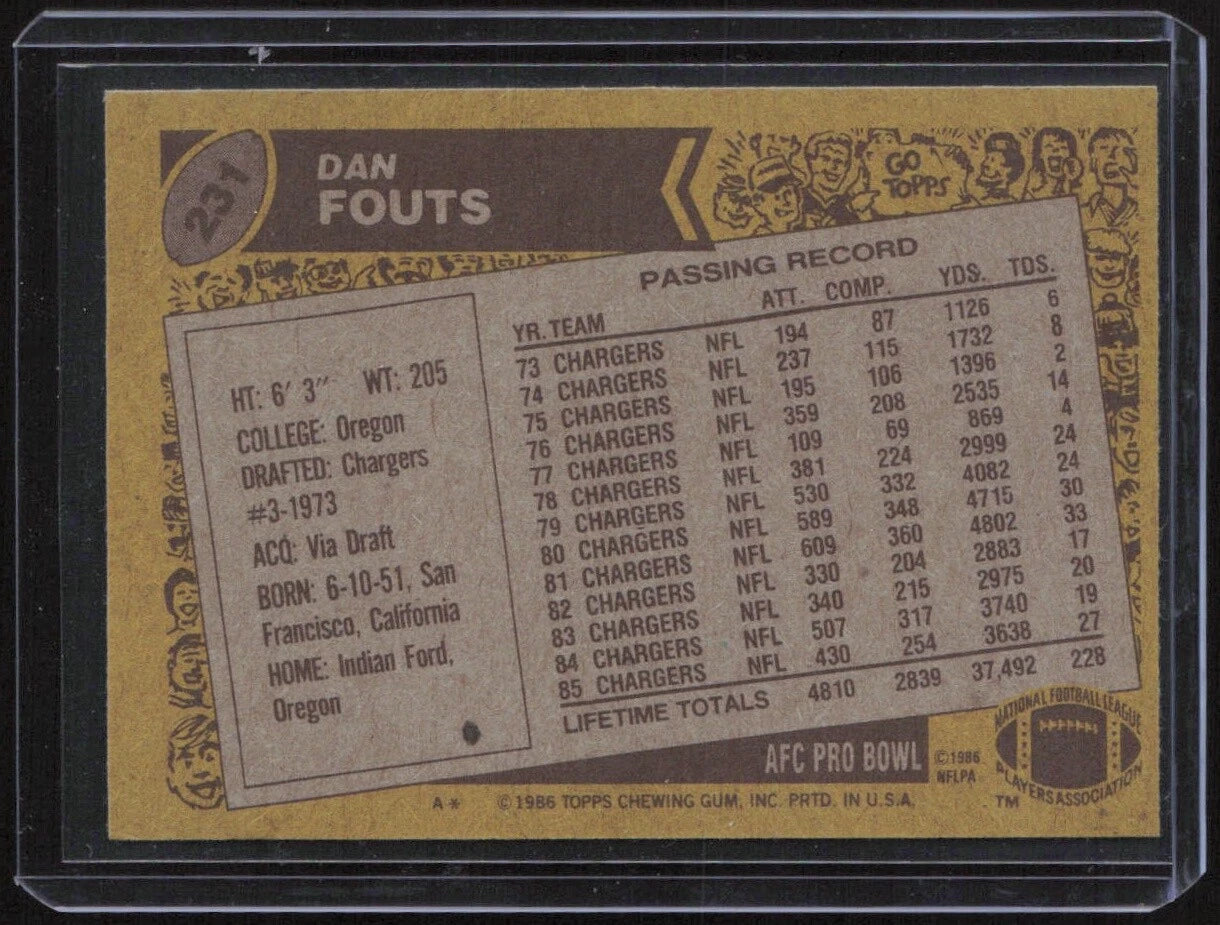 231
DAN
FOUTS
GO
TOPPS
HT: 6' 3" WT: 205
COLLEGE: Oregon
DRAFTED: Chargers
#3-1973
ACQ: Via Draft
BORN: 6-10-51, San
Francisco, California
HOME: Indian Ford,
Oregon
PASSING RECORD
YR. TEAM ATT. COMP. YDS. TDS.
73 CHARGERS NFL 194 87 1126 6
74 CHARGERS NFL 237 115 1732 8
75 CHARGERS NFL 195 106 1396 2
76 CHARGERS NFL 359 208 2535 14
77 CHARGERS NFL 109 69 869 4
78 CHARGERS NFL 381 224 2999 24
79 CHARGERS NFL 530 332 4082 24
80 CHARGERS NFL 589 348 4715 30
81 CHARGERS NFL 609 360 4802 33
82 CHARGERS NFL 330 204 2883 17
83 CHARGERS NFL 340 215 2975 20
84 CHARGERS NFL 507 317 3740 19
85 CHARGERS NFL 430 254 3638 27
LIFETIME TOTALS 4810 2839 37,492 228
AFC PRO BOWL
©1986
NFLPA
NATIONAL FOOTBALL LEAGUE
PLAYERS ASSOCIATION
TM
A* ©1986 TOPPS CHEWING GUM, INC. PRTD. IN U.S.A.